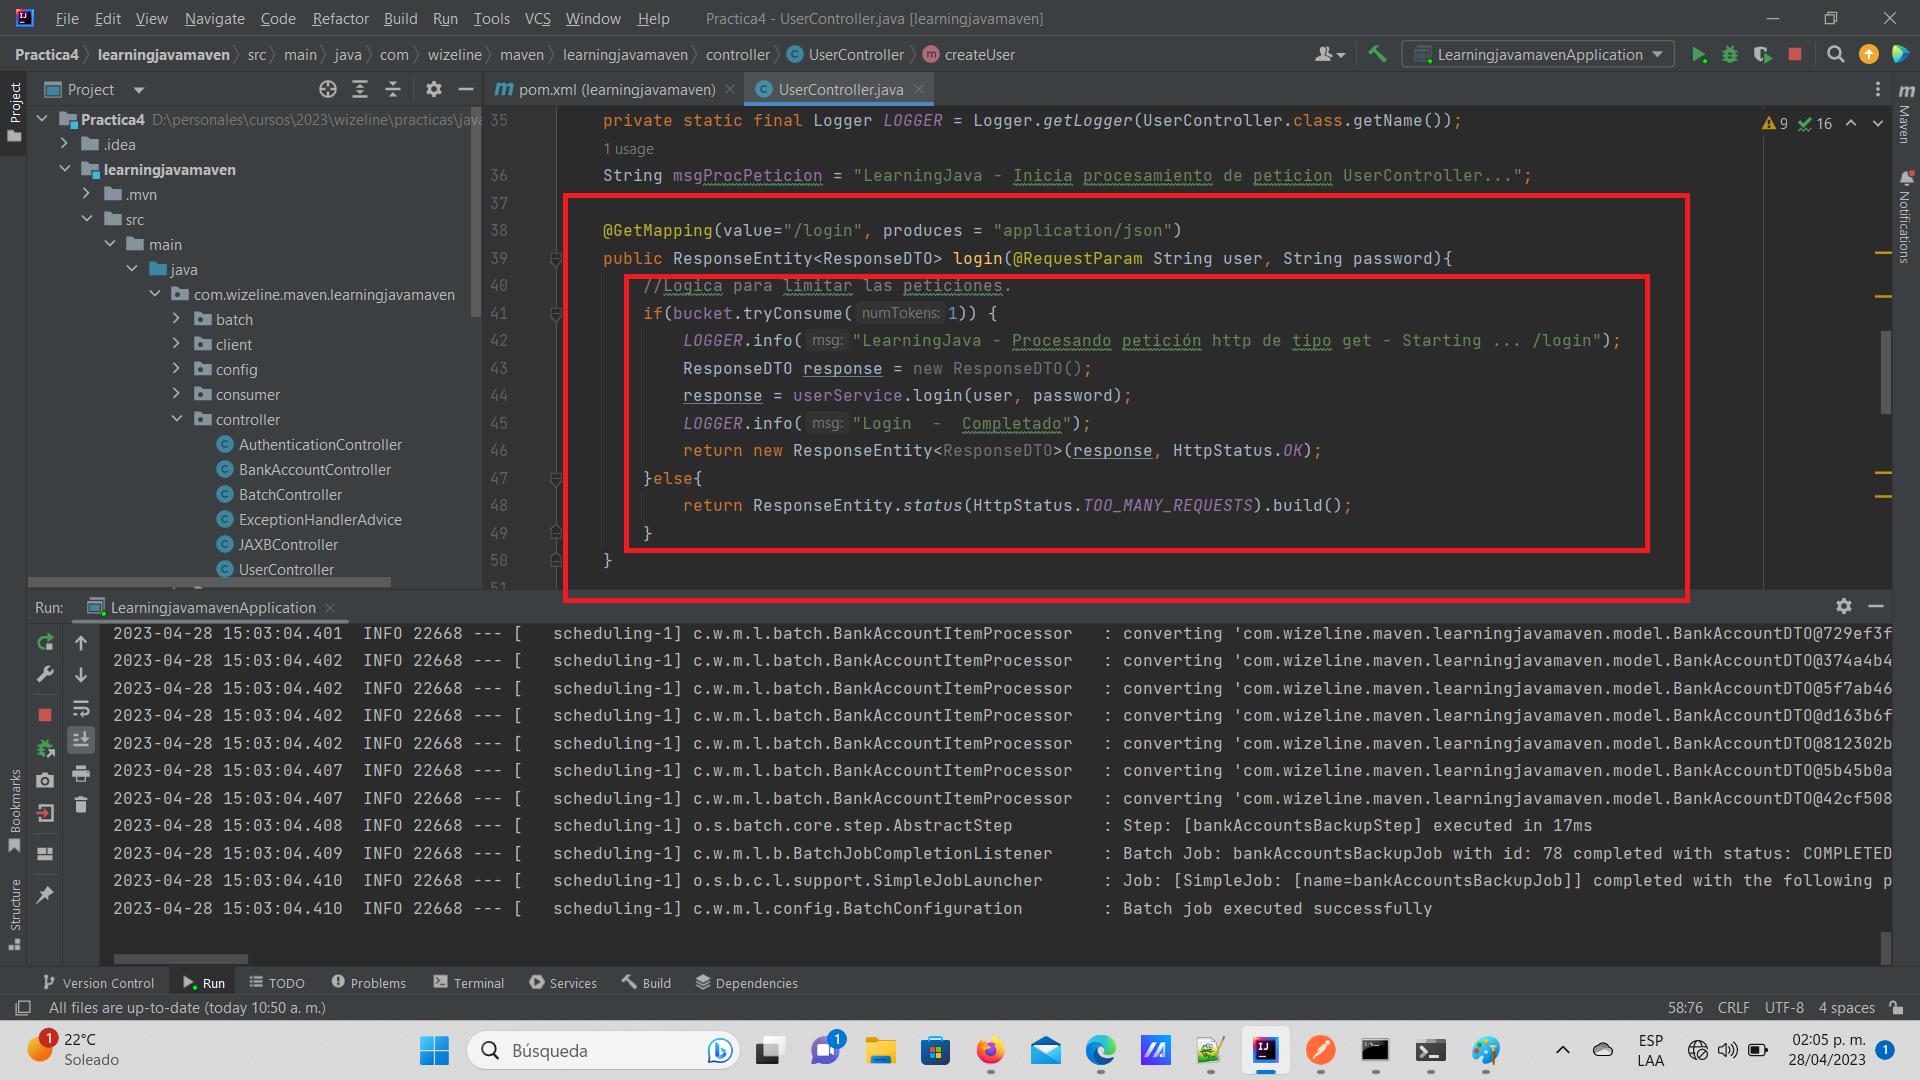 File Edit View Navigate Code Refactor Build Run Tools VCS Window Help Practica4 - UserController.java [learningjavamaven]
Practica4 learningjavamaven src main java com wizeline maven learningjavamaven controller UserController createUser LearningjavamavenApplication
Project
pom.xml (learningjavamaven) UserController.java
Practica4 D:\personales\cursos\2023\wizeline\practicas\java
.idea
learningjavamaven
.mvn
src
main
java
com.wizeline.maven.learningjavamaven
batch
client
config
consumer
controller
AuthenticationController
BankAccountController
BatchController
ExceptionHandlerAdvice
JAXBController
UserController
Project
Bookmarks
Structure
Maven
Notifications
9 16
35 private static final Logger LOGGER = Logger.getLogger(UserController.class.getName());
1 usage
36 String msgProcPeticion = "LearningJava - Inicia procesamiento de peticion UserController...";
37
38 @GetMapping(value="/login", produces = "application/json")
39 public ResponseEntity<ResponseDTO> login(@RequestParam String user, String password){
40 //Logica para limitar las peticiones.
41 if(bucket.tryConsume( numTokens: 1)) {
42 LOGGER.info( msg: "LearningJava - Procesando petición http de tipo get - Starting ... /login");
43 ResponseDTO response = new ResponseDTO();
44 response = userService.login(user, password);
45 LOGGER.info( msg: "Login  -  Completado");
46 return new ResponseEntity<ResponseDTO>(response, HttpStatus.OK);
47 }else{
48 return ResponseEntity.status(HttpStatus.TOO_MANY_REQUESTS).build();
49 }
50 }
51
Run: LearningjavamavenApplication
2023-04-28 15:03:04.401 INFO 22668 --- [ scheduling-1] c.w.m.l.batch.BankAccountItemProcessor : converting 'com.wizeline.maven.learningjavamaven.model.BankAccountDTO@729ef3f
2023-04-28 15:03:04.402 INFO 22668 --- [ scheduling-1] c.w.m.l.batch.BankAccountItemProcessor : converting 'com.wizeline.maven.learningjavamaven.model.BankAccountDTO@374a4b4
2023-04-28 15:03:04.402 INFO 22668 --- [ scheduling-1] c.w.m.l.batch.BankAccountItemProcessor : converting 'com.wizeline.maven.learningjavamaven.model.BankAccountDTO@5f7ab46
2023-04-28 15:03:04.402 INFO 22668 --- [ scheduling-1] c.w.m.l.batch.BankAccountItemProcessor : converting 'com.wizeline.maven.learningjavamaven.model.BankAccountDTO@d163b6f
2023-04-28 15:03:04.402 INFO 22668 --- [ scheduling-1] c.w.m.l.batch.BankAccountItemProcessor : converting 'com.wizeline.maven.learningjavamaven.model.BankAccountDTO@812302b
2023-04-28 15:03:04.407 INFO 22668 --- [ scheduling-1] c.w.m.l.batch.BankAccountItemProcessor : converting 'com.wizeline.maven.learningjavamaven.model.BankAccountDTO@5b45b0a
2023-04-28 15:03:04.407 INFO 22668 --- [ scheduling-1] c.w.m.l.batch.BankAccountItemProcessor : converting 'com.wizeline.maven.learningjavamaven.model.BankAccountDTO@42cf508
2023-04-28 15:03:04.408 INFO 22668 --- [ scheduling-1] o.s.batch.core.step.AbstractStep : Step: [bankAccountsBackupStep] executed in 17ms
2023-04-28 15:03:04.409 INFO 22668 --- [ scheduling-1] c.w.m.l.b.BatchJobCompletionListener : Batch Job: bankAccountsBackupJob with id: 78 completed with status: COMPLETED
2023-04-28 15:03:04.410 INFO 22668 --- [ scheduling-1] o.s.b.c.l.support.SimpleJobLauncher : Job: [SimpleJob: [name=bankAccountsBackupJob]] completed with the following p
2023-04-28 15:03:04.410 INFO 22668 --- [ scheduling-1] c.w.m.l.config.BatchConfiguration : Batch job executed successfully
Version Control Run TODO Problems Terminal Services Build Dependencies
All files are up-to-date (today 10:50 a. m.) 58:76 CRLF UTF-8 4 spaces
1 22°C
Soleado
Búsqueda
1
ESP
LAA
02:05 p. m.
28/04/2023
1